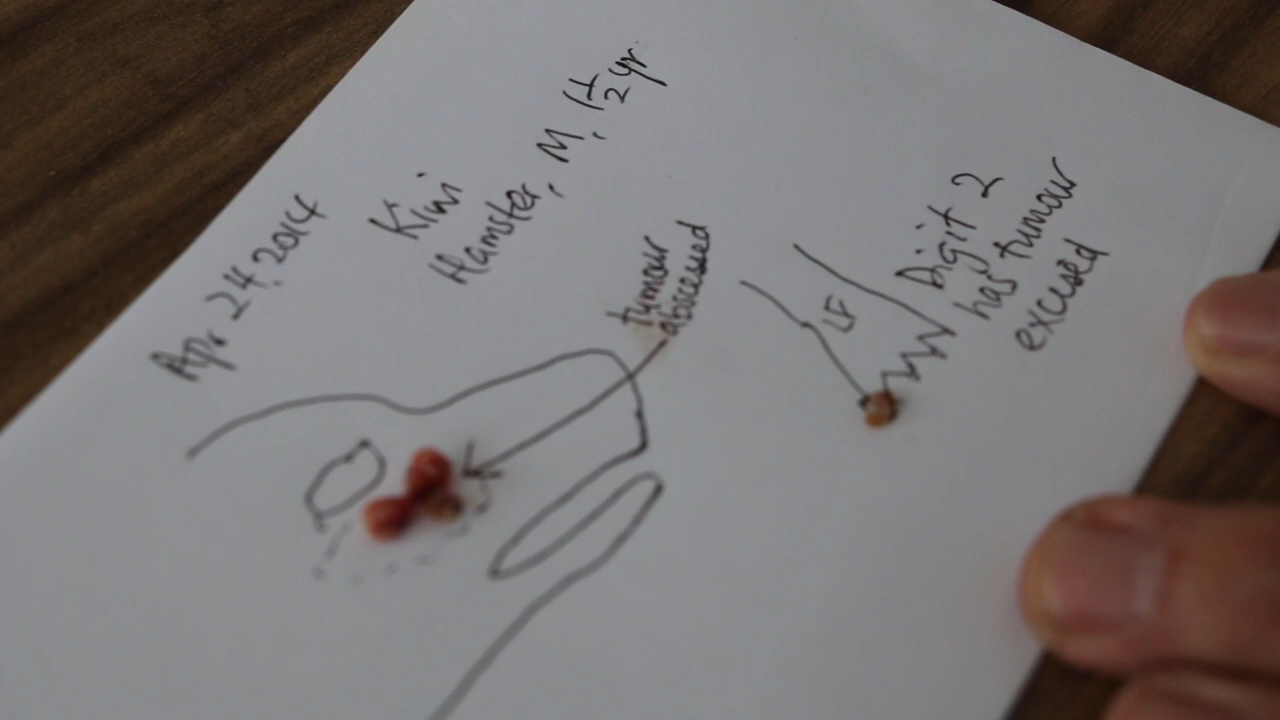 Apr 24, 2014
Kiwi
Hamster, M, 1½ yr
tumour
abscessed
LF
Digit 2
has tumour
excised